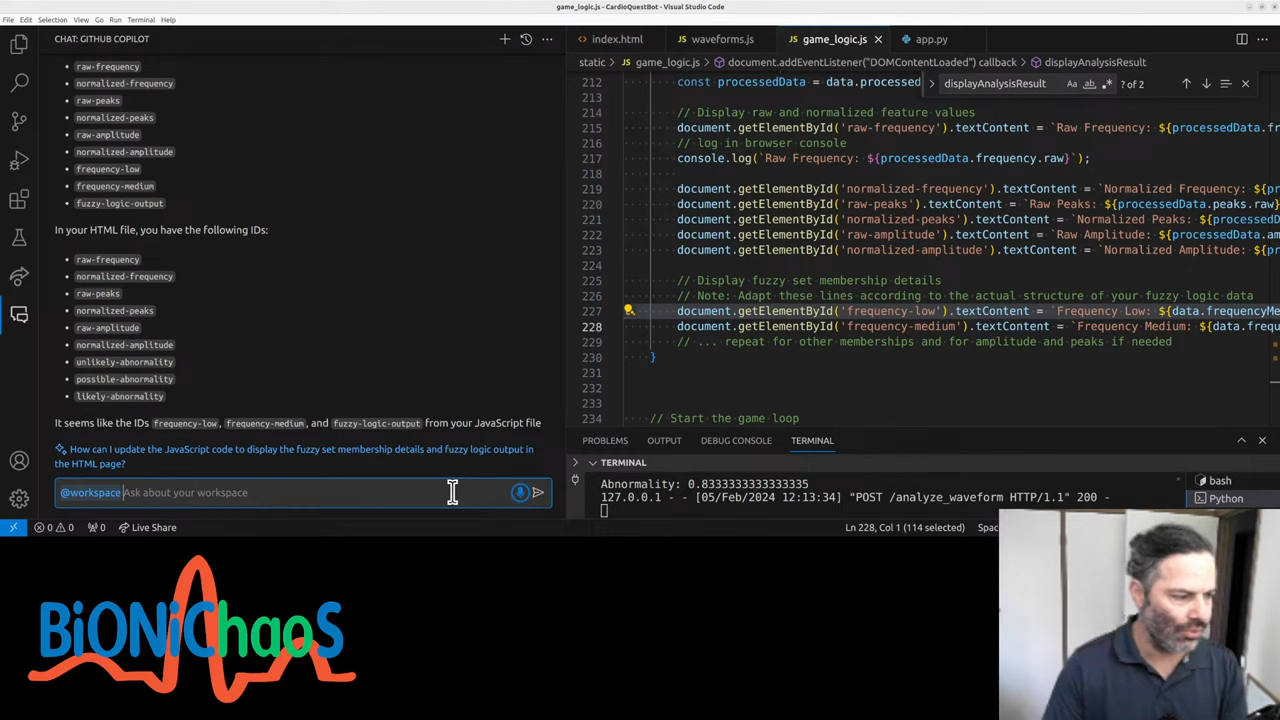 game_logic.js - CardioQuestBot - Visual Studio Code
File Edit Selection View Go Run Terminal Help
CHAT: GITHUB COPILOT
raw-frequency
normalized-frequency
raw-peaks
normalized-peaks
raw-amplitude
normalized-amplitude
frequency-low
frequency-medium
fuzzy-logic-output
In your HTML file, you have the following IDs:
raw-frequency
normalized-frequency
raw-peaks
normalized-peaks
raw-amplitude
normalized-amplitude
unlikely-abnormality
possible-abnormality
likely-abnormality
It seems like the IDs frequency-low, frequency-medium, and fuzzy-logic-output from your JavaScript file
How can I update the JavaScript code to display the fuzzy set membership details and fuzzy logic output in
the HTML page?
@workspace Ask about your workspace
index.html waveforms.js game_logic.js app.py
static > game_logic.js > document.addEventListener("DOMContentLoaded") callback > displayAnalysisResult
displayAnalysisResult Aa ab ? of 2
212 const processedData = data.processed
213
214 // Display raw and normalized feature values
215 document.getElementById('raw-frequency').textContent = `Raw Frequency: ${processedData.fr
216 // log in browser console
217 console.log(`Raw Frequency: ${processedData.frequency.raw}`);
218
219 document.getElementById('normalized-frequency').textContent = `Normalized Frequency: ${pr
220 document.getElementById('raw-peaks').textContent = `Raw Peaks: ${processedData.peaks.raw}
221 document.getElementById('normalized-peaks').textContent = `Normalized Peaks: ${processedD
222 document.getElementById('raw-amplitude').textContent = `Raw Amplitude: ${processedData.am
223 document.getElementById('normalized-amplitude').textContent = `Normalized Amplitude: ${pr
224
225 // Display fuzzy set membership details
226 // Note: Adapt these lines according to the actual structure of your fuzzy logic data
227 document.getElementById('frequency-low').textContent = `Frequency Low: ${data.frequencyMe
228 document.getElementById('frequency-medium').textContent = `Frequency Medium: ${data.frequ
229 // ... repeat for other memberships and for amplitude and peaks if needed
230 }
231
232
233
234 // Start the game loop
PROBLEMS OUTPUT DEBUG CONSOLE TERMINAL
TERMINAL
Abnormality: 0.8333333333333335
127.0.0.1 - - [05/Feb/2024 12:13:34] "POST /analyze_waveform HTTP/1.1" 200 -
bash
Python
0 0 0 Live Share
Ln 228, Col 1 (114 selected) Spac
BiONiChaoS